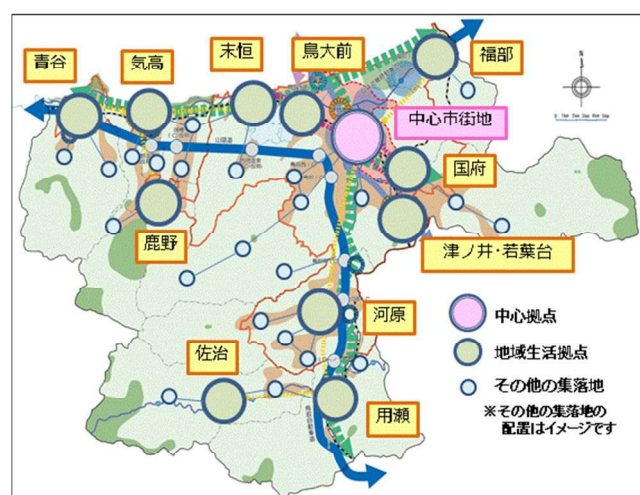 青谷
気高
末恒
鳥大前
福部
中心市街地
国府
鹿野
津ノ井・若葉台
河原
佐治
用瀬
中心拠点
地域生活拠点
その他の集落地
※その他の集落地の
配置はイメージです